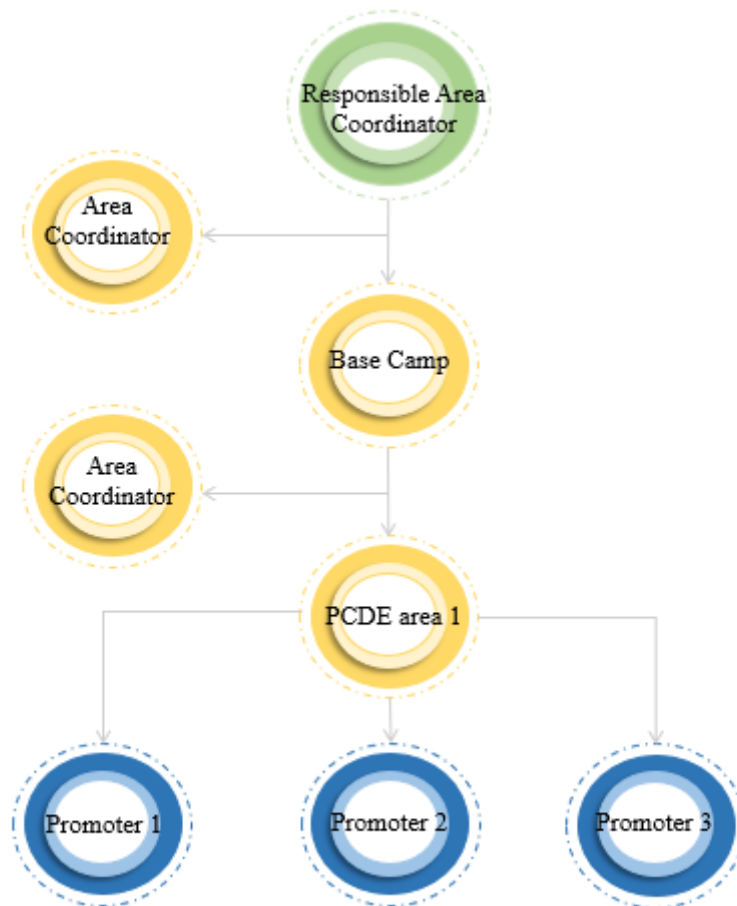 Responsible Area
Coordinator
Area
Coordinator
Base Camp
Area
Coordinator
PCDE area 1
Promoter 1
Promoter 2
Promoter 3